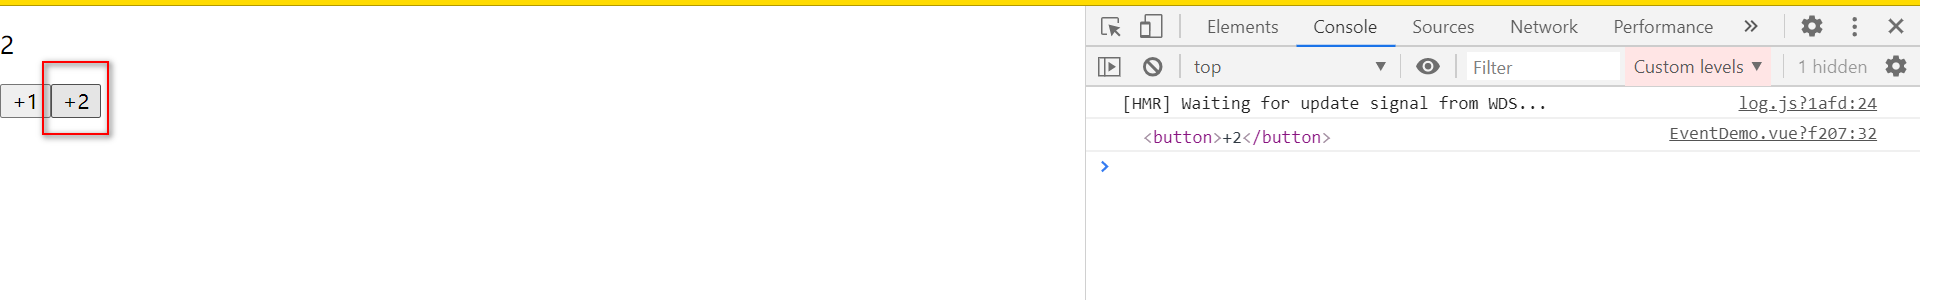 2
+1 +2
Elements Console Sources Network Performance »
top Filter Custom levels 1 hidden
[HMR] Waiting for update signal from WDS... log.js?1afd:24
<button>+2</button> EventDemo.vue?f207:32